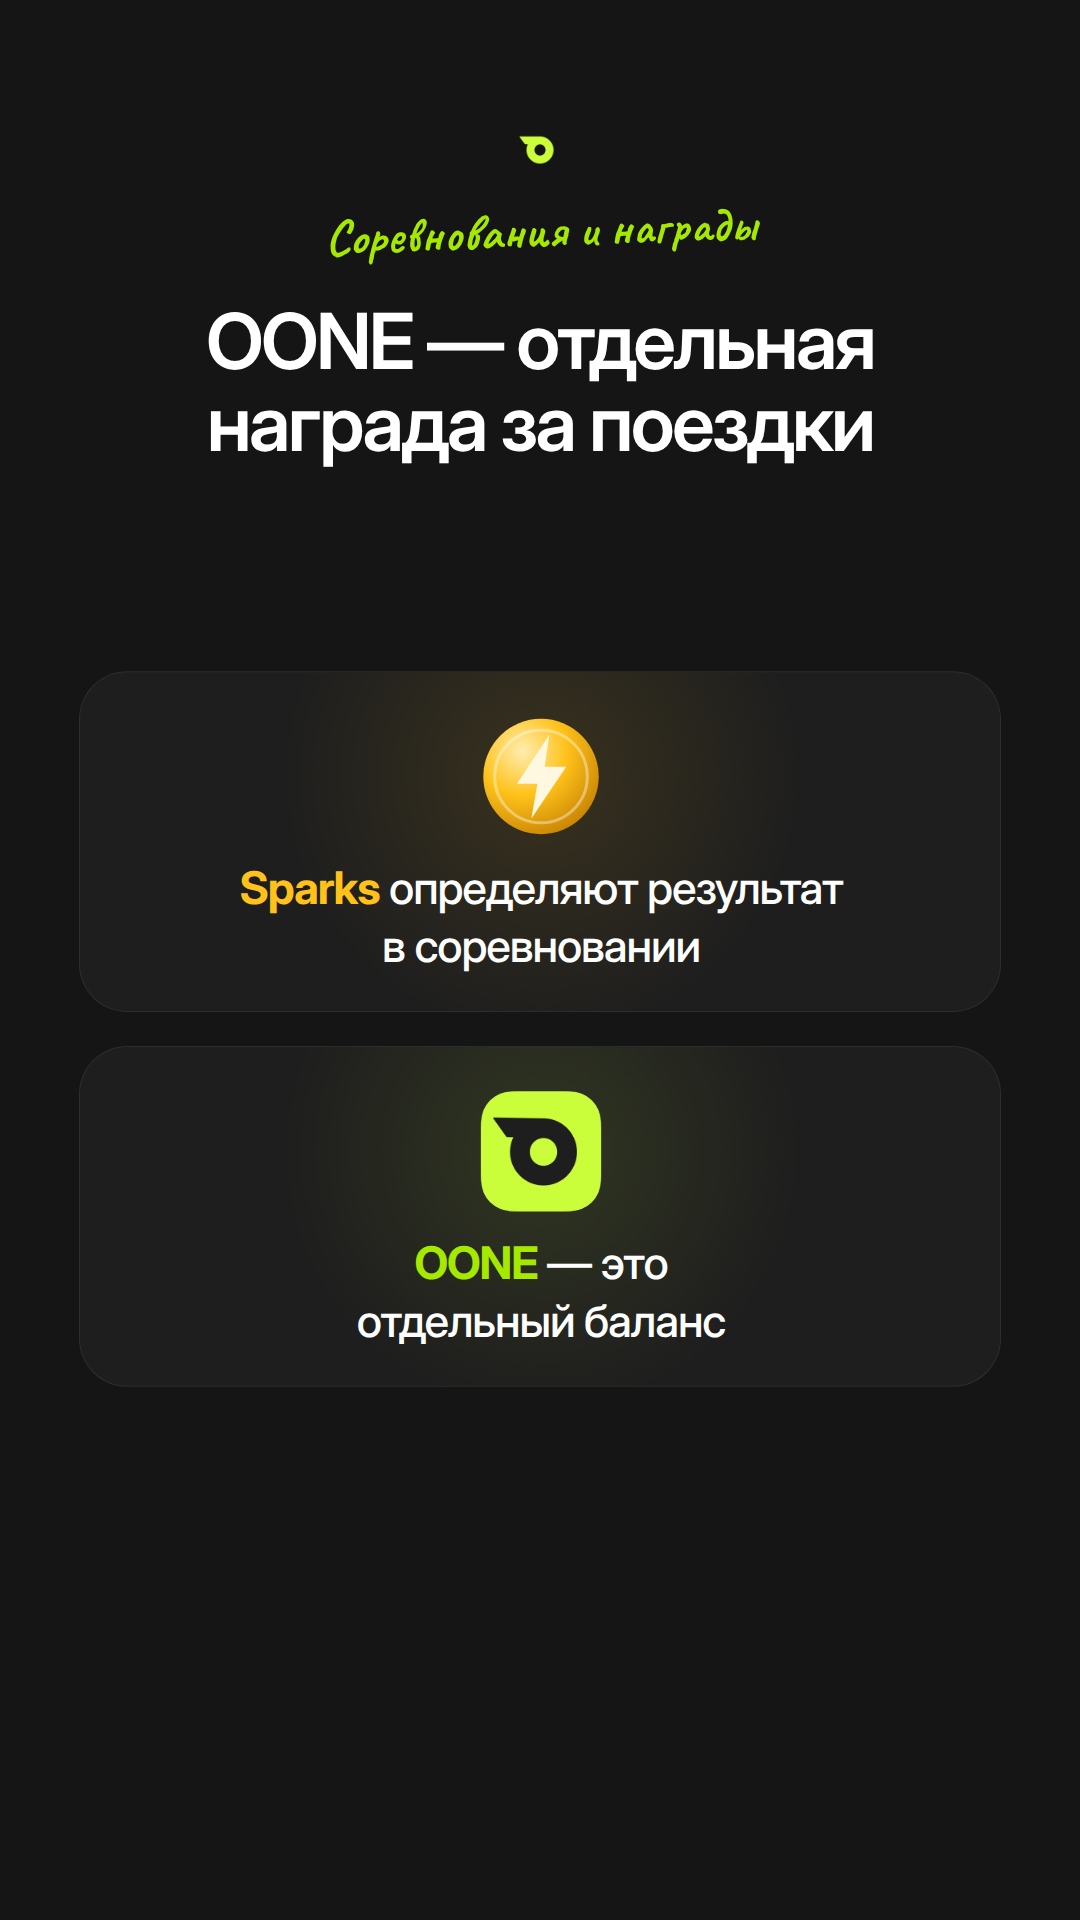 Соревнования и награды
OONE — отдельная
награда за поездки
Sparks определяют результат
в соревновании
OONE — это
отдельный баланс